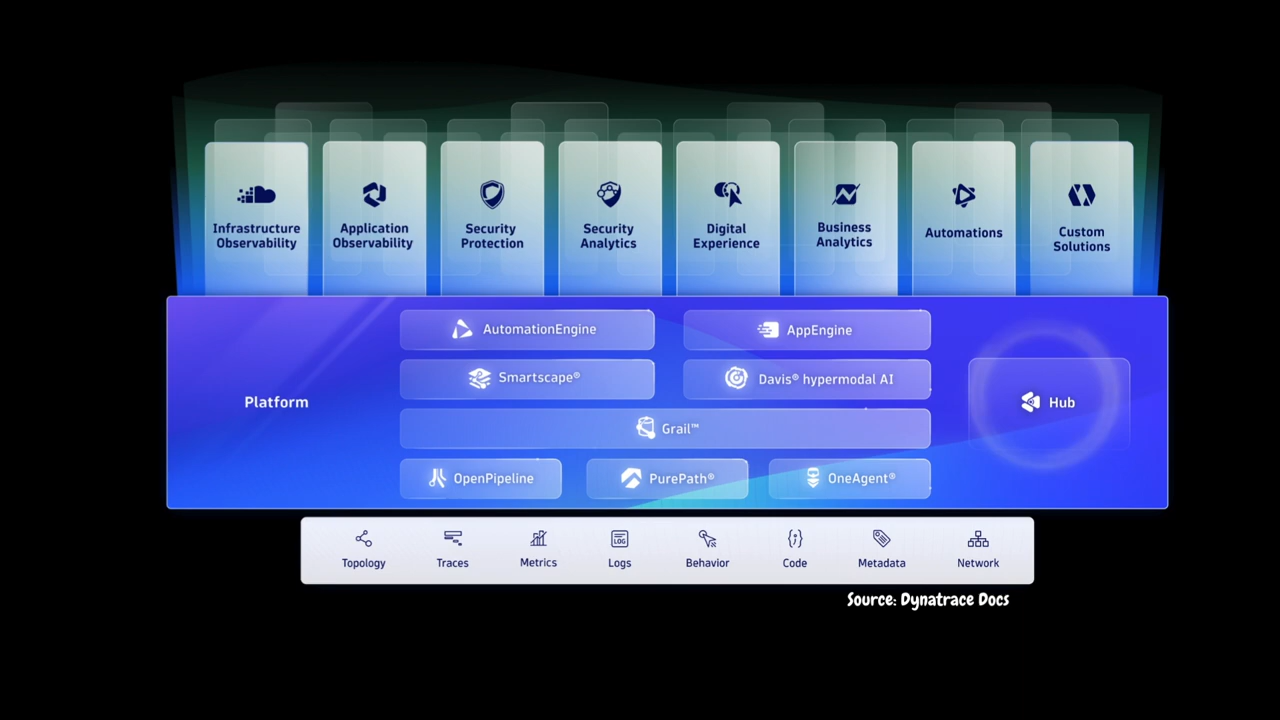 Infrastructure
Observability
Application
Observability
Security
Protection
Security
Analytics
Digital
Experience
Business
Analytics
Automations
Custom
Solutions
Platform
AutomationEngine
AppEngine
Smartscape®
Davis® hypermodal AI
Grail™
OpenPipeline
PurePath®
OneAgent®
Hub
LOG
Topology
Traces
Metrics
Logs
Behavior
Code
Metadata
Network
Source: Dynatrace Docs